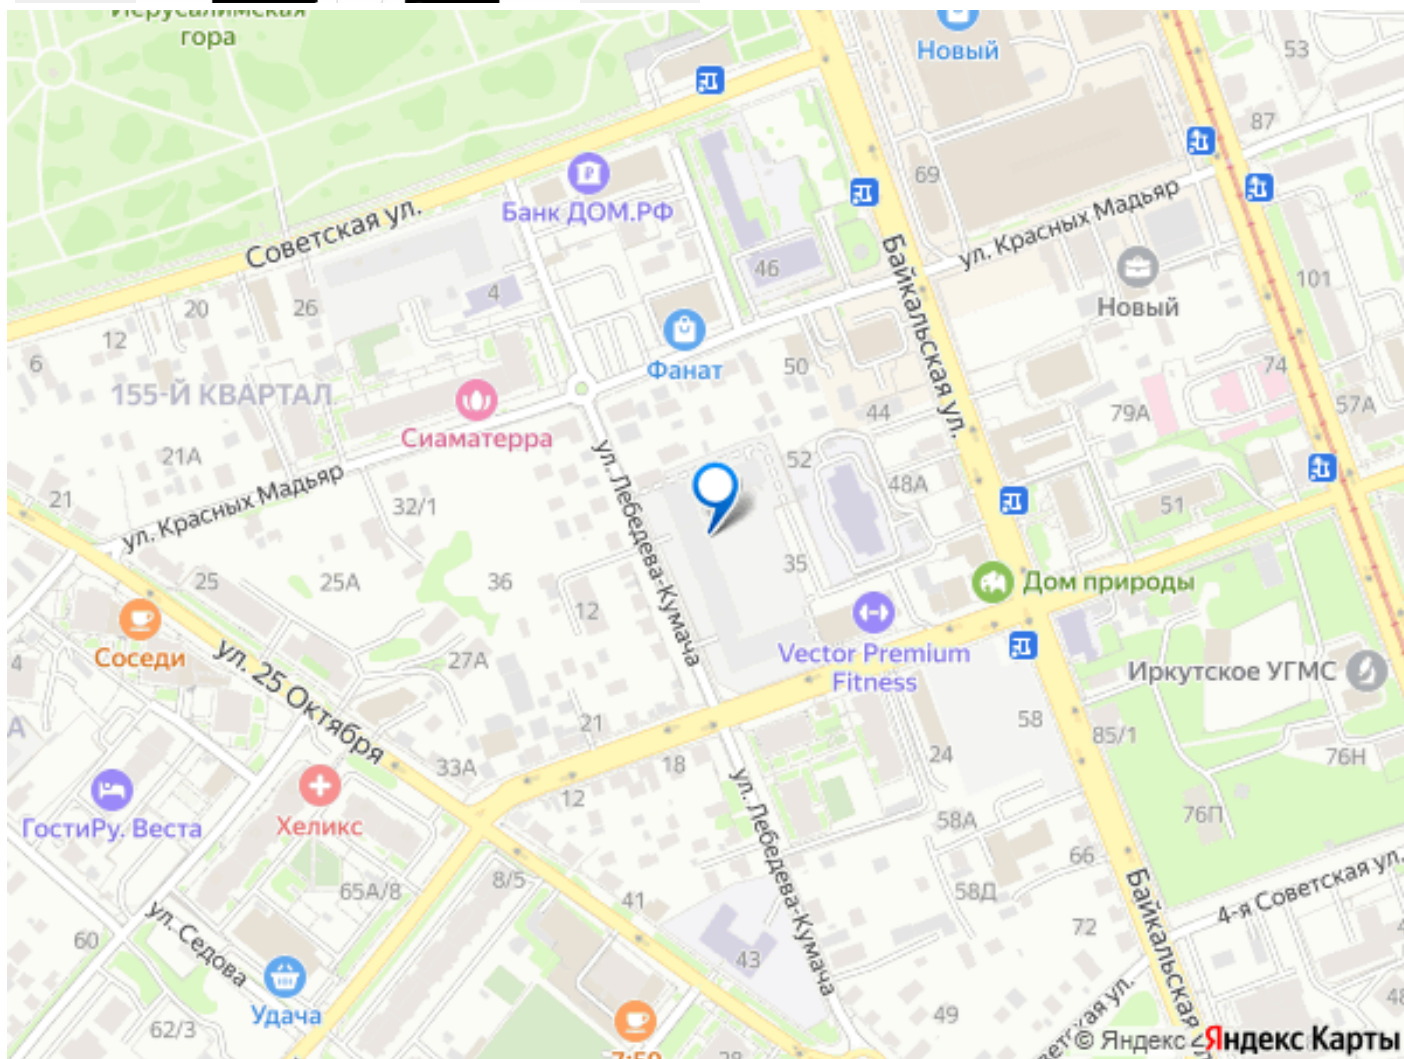 Иерусалимская
гора
Новый
53
87
69
Банк ДОМ.РФ
Советская ул.
ул. Красных Мадьяр
46
Байкальская ул.
101
4
20
26
Новый
12
6
Фанат
50
74
155-Й КВАРТАЛ
57А
44
79А
Сиаматерра
21А
52
ул. Лебедева-Кумача
48А
21
ул. Красных Мадьяр
32/1
51
35
25
25А
36
Дом природы
12
Соседи
4
27А
Vector Premium
Fitness
Иркутское УГМС
ул. 25 Октября
А
21
58
85/1
24
76Н
33А
18
12
ул. Лебедева-Кумача
ГостиРу. Веста
Хеликс
76П
58А
66
65А/8
8/5
58Д
4-я Советская ул.
41
Байкальская
ул. Седова
60
72
43
Удача
49
62/3
7:50
© Яндекс
Яндекс Карты